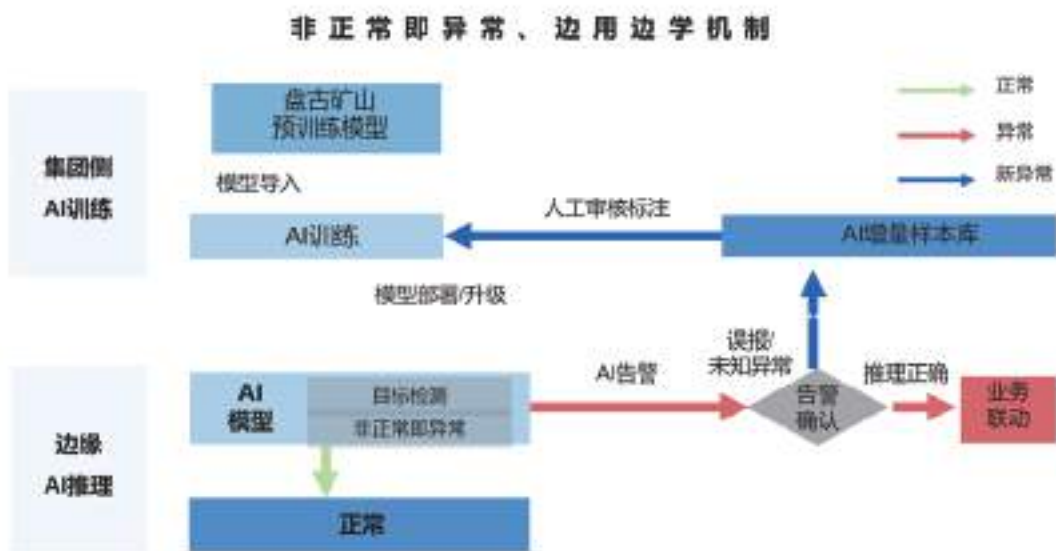 非正常即异常、边用边学机制
盘古矿山
预训练模型
正常
异常
新异常
集团侧
AI训练
模型导入
人工审核标注
AI训练
AI增量样本库
模型部署/升级
误报/
未知异常
AI告警
推理正确
AI
模型
目标检测
非正常即异常
告警
确认
业务
联动
边缘
AI推理
正常